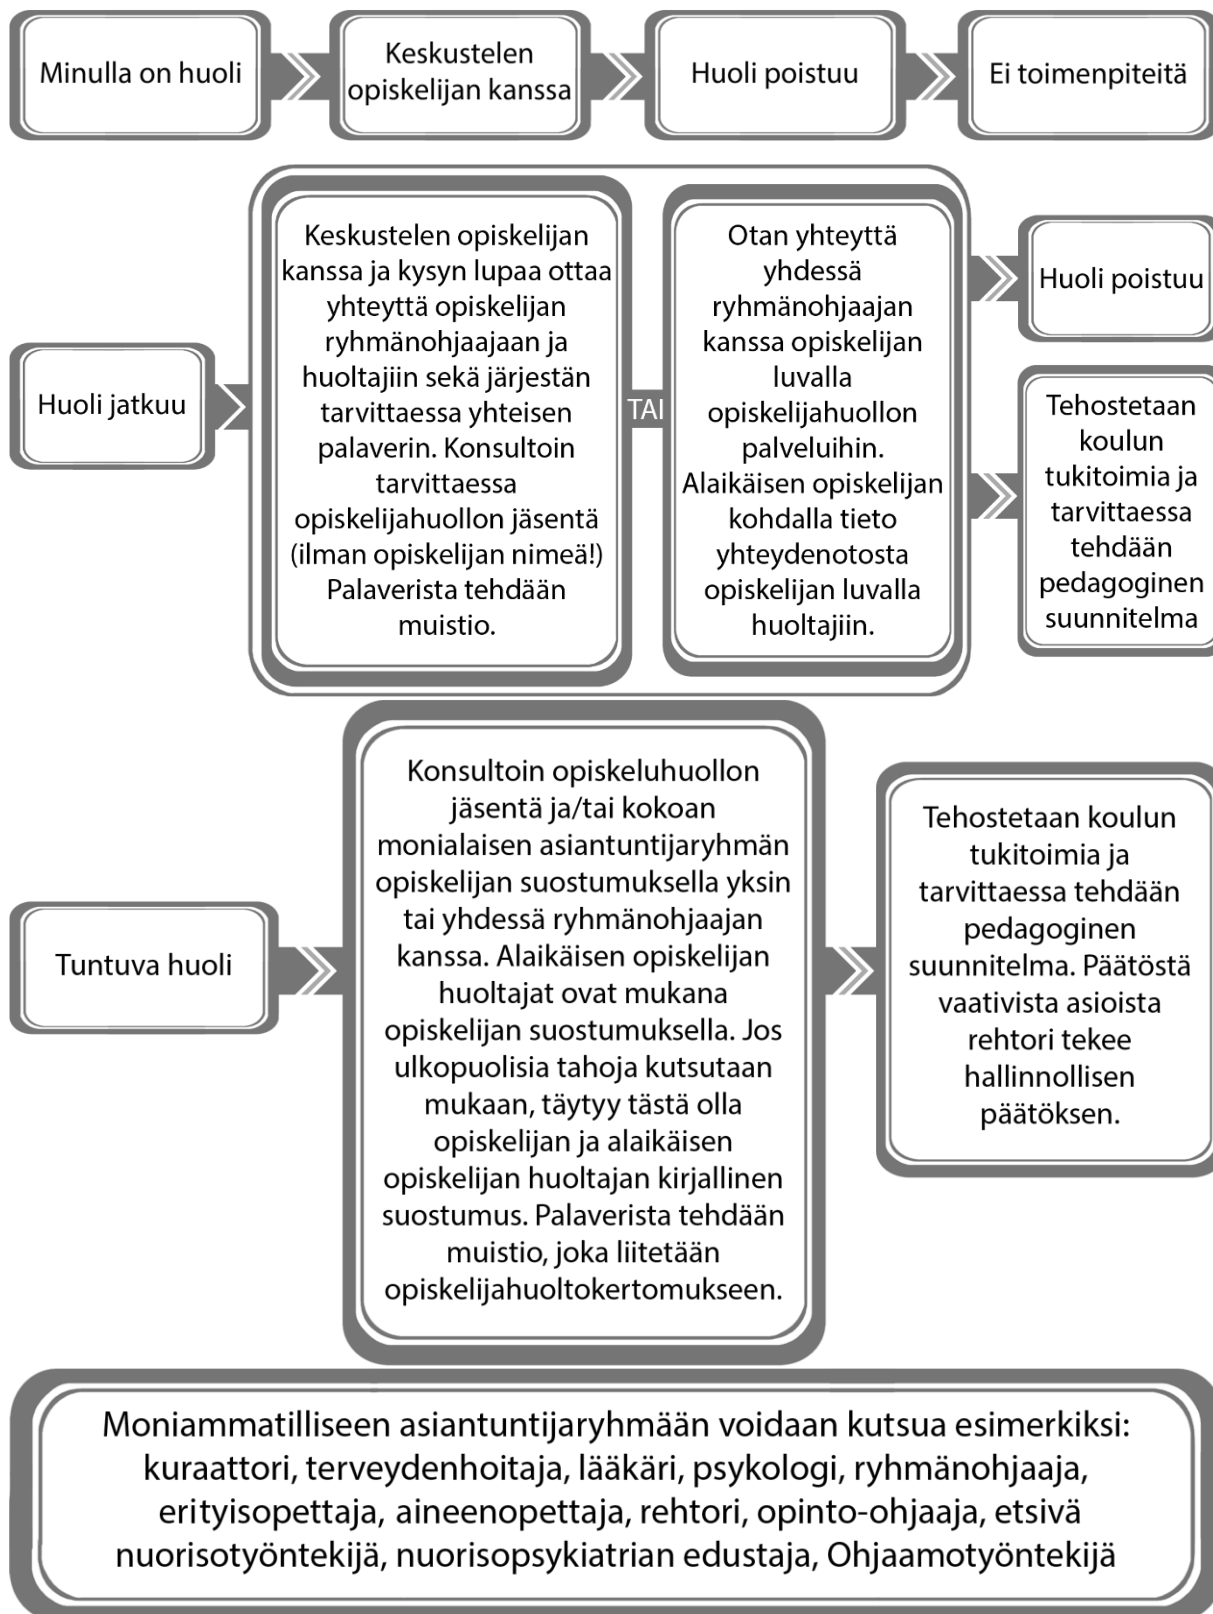 Minulla on huoli
Keskustelen
opiskelijan kanssa
Huoli poistuu
Ei toimenpiteitä
Huoli jatkuu
Keskustelen opiskelijan
kanssa ja kysyn lupaa ottaa
yhteyttä opiskelijan
ryhmänohjaajaan ja
huoltajiin sekä järjestän
tarvittaessa yhteisen
palaverin. Konsultoin
tarvittaessa
opiskelijahuollon jäsentä
(ilman opiskelijan nimeä!)
Palaverista tehdään
muistio.
TAI
Otan yhteyttä
yhdessä
ryhmänohjaajan
kanssa opiskelijan
luvalla
opiskelijahuollon
palveluihin.
Alaikäisen opiskelijan
kohdalla tieto
yhteydenotosta
opiskelijan luvalla
huoltajiin.
Huoli poistuu
Tehostetaan
koulun
tukitoimia ja
tarvittaessa
tehdään
pedagoginen
suunnitelma
Tuntuva huoli
Konsultoin opiskeluhuollon
jäsentä ja/tai kokoan
monialaisen asiantuntijaryhmän
opiskelijan suostumuksella yksin
tai yhdessä ryhmänohjaajan
kanssa. Alaikäisen opiskelijan
huoltajat ovat mukana
opiskelijan suostumuksella. Jos
ulkopuolisia tahoja kutsutaan
mukaan, täytyy tästä olla
opiskelijan ja alaikäisen
opiskelijan huoltajan kirjallinen
suostumus. Palaverista tehdään
muistio, joka liitetään
opiskelijahuoltokertomukseen.
Tehostetaan koulun
tukitoimia ja
tarvittaessa tehdään
pedagoginen
suunnitelma. Päätöstä
vaativista asioista
rehtori tekee
hallinnollisen
päätöksen.
Moniammatilliseen asiantuntijaryhmään voidaan kutsua esimerkiksi:
kuraattori, terveydenhoitaja, lääkäri, psykologi, ryhmänohjaaja,
erityisopettaja, aineenopettaja, rehtori, opinto-ohjaaja, etsivä
nuorisotyöntekijä, nuorisopsykiatrian edustaja, Ohjaamotyöntekijä